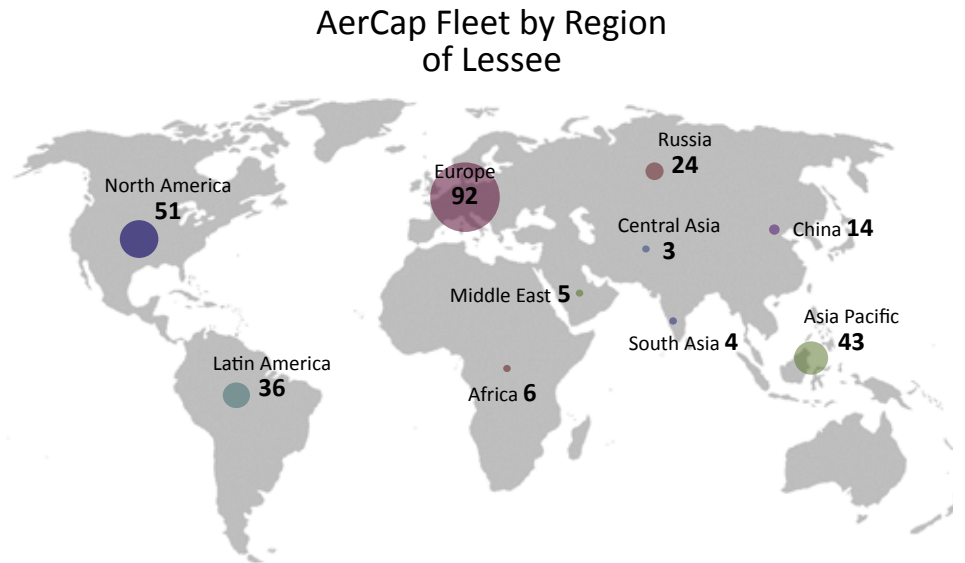 AerCap Fleet by Region
of Lessee
Russia
24
Europe
92
North America
51
Central Asia
3
China 14
Middle East 5
Asia Pacific
43
South Asia 4
Latin America
36
Africa 6